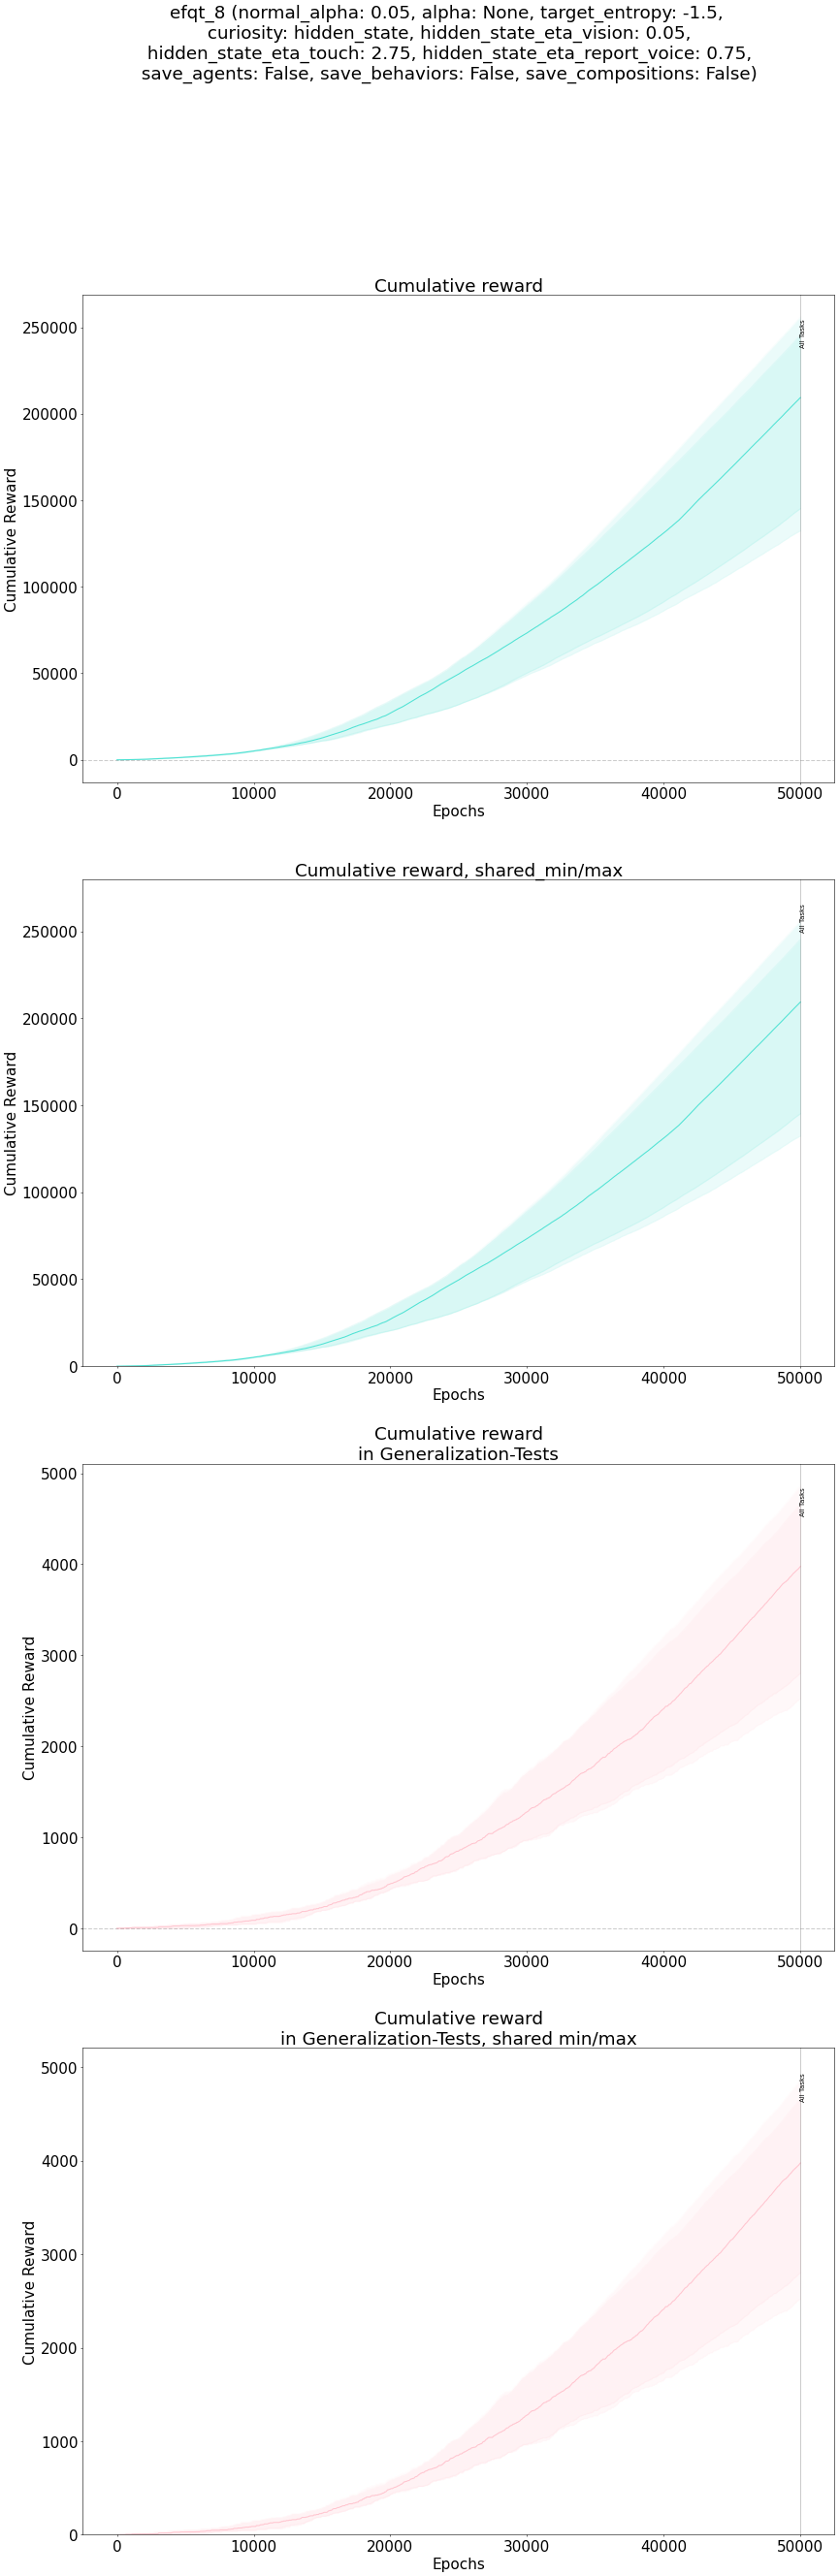 efqt_8 (normal_alpha: 0.05, alpha: None, target_entropy: -1.5,
curiosity: hidden_state, hidden_state_eta_vision: 0.05,
hidden_state_eta_touch: 2.75, hidden_state_eta_report_voice: 0.75,
save_agents: False, save_behaviors: False, save_compositions: False)
Cumulative reward
250000
200000
150000
100000
50000
0
Cumulative Reward
All Tasks
0 10000 20000 30000 40000 50000
Epochs
Cumulative reward, shared_min/max
250000
200000
150000
100000
50000
0
Cumulative Reward
All Tasks
0 10000 20000 30000 40000 50000
Epochs
Cumulative reward
in Generalization-Tests
5000
4000
3000
2000
1000
0
Cumulative Reward
All Tasks
0 10000 20000 30000 40000 50000
Epochs
Cumulative reward
in Generalization-Tests, shared min/max
5000
4000
3000
2000
1000
0
Cumulative Reward
All Tasks
0 10000 20000 30000 40000 50000
Epochs